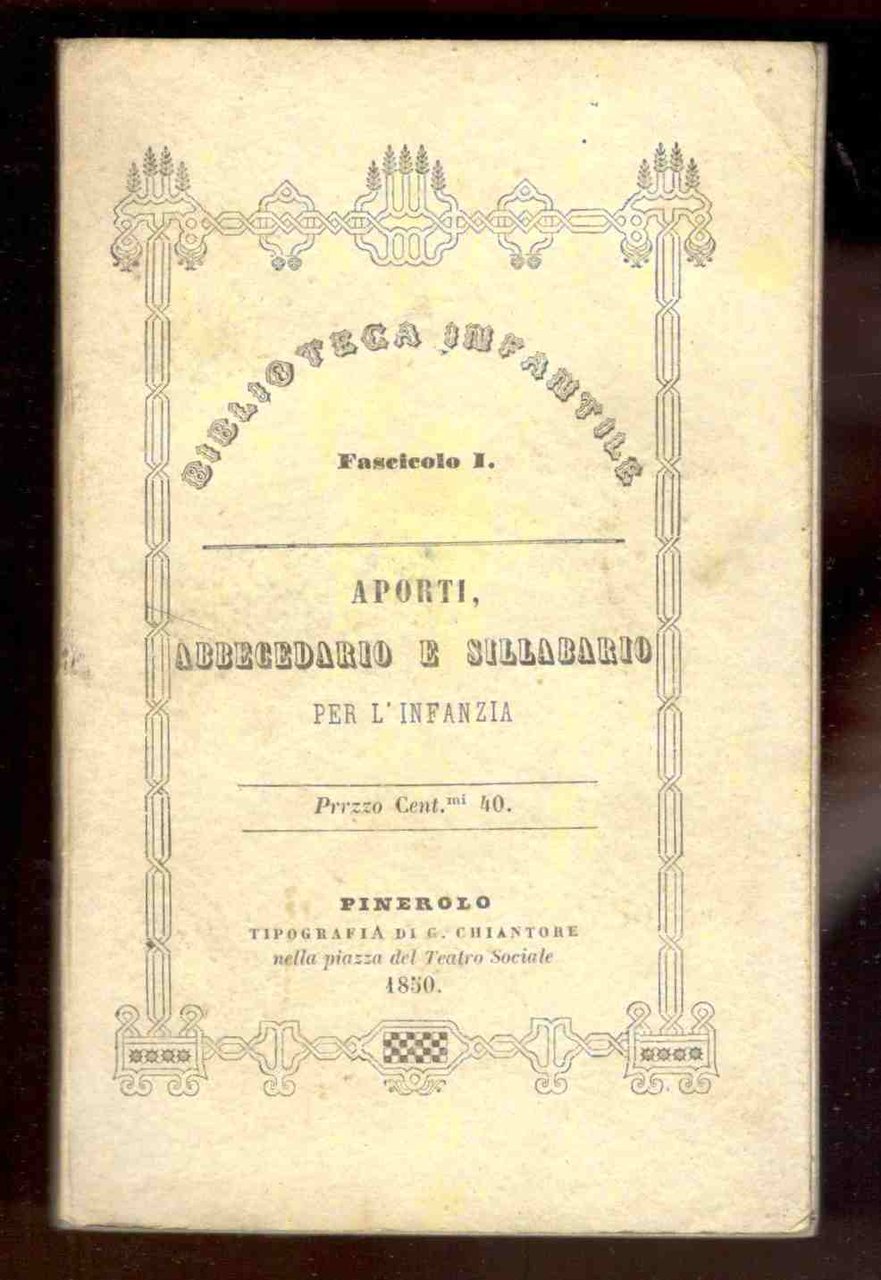 BIBLIOTECA INFANTILE
Fascicolo I.
APORTI,
ABBECEDARIO E SILLABARIO
PER L'INFANZIA
Prezzo Cent.mi 40.
PINEROLO
TIPOGRAFIA DI G. CHIANTORE
nella piazza del Teatro Sociale
1850.